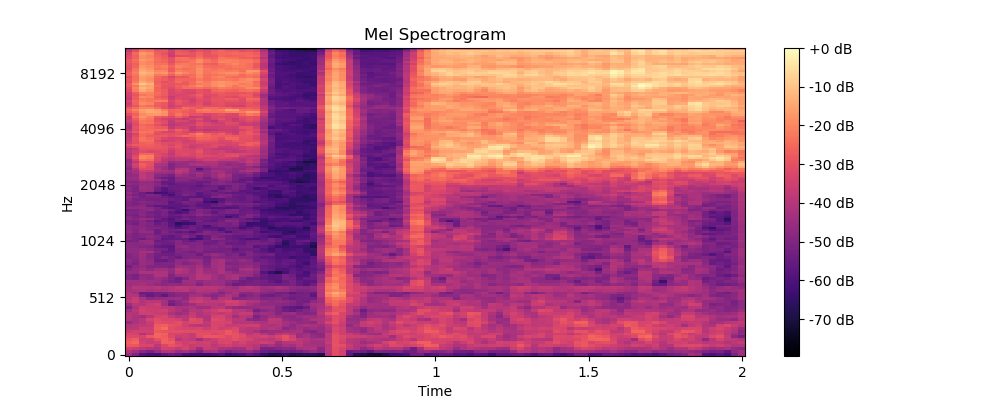 Mel Spectrogram
Hz
8192
4096
2048
1024
512
0
0 0.5 1 1.5 2
Time
+0 dB
-10 dB
-20 dB
-30 dB
-40 dB
-50 dB
-60 dB
-70 dB